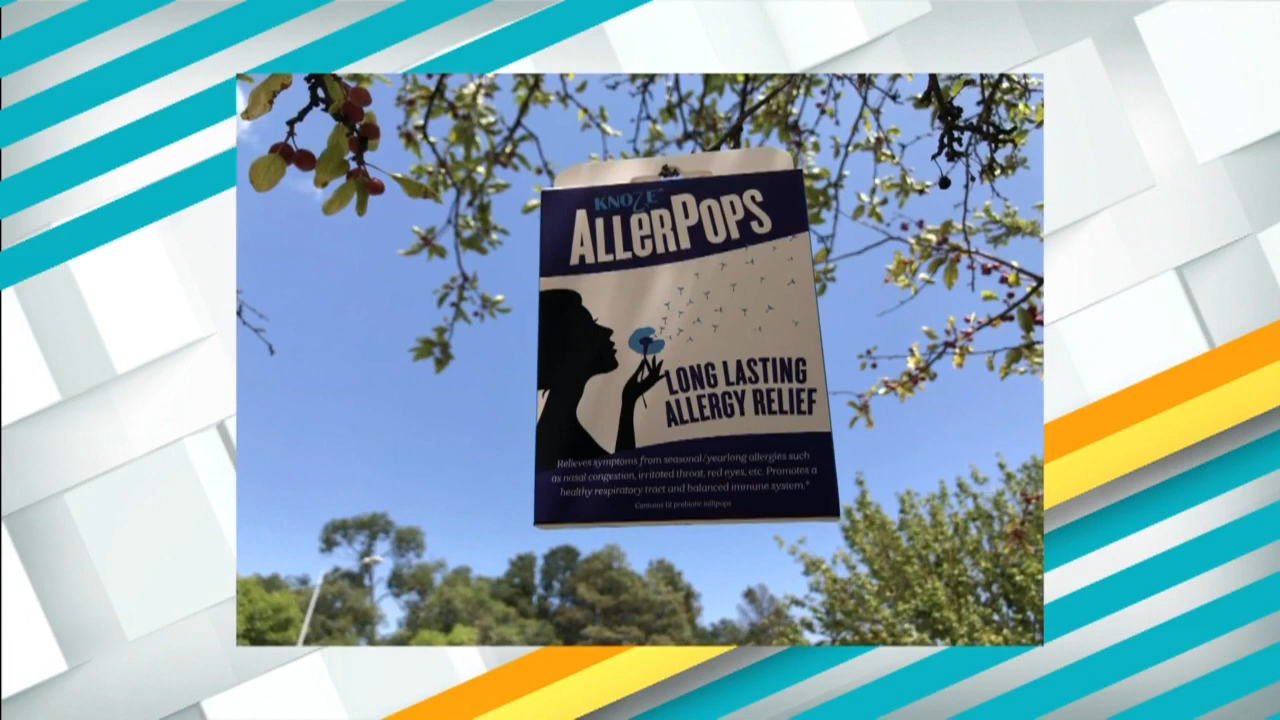 KNOZE
ALLERPOPS
LONG LASTING
ALLERGY RELIEF
Relieves symptoms from seasonal/yearlong allergies such
as nasal congestion, irritated throat, red eyes, etc. Promotes a
healthy respiratory tract and balanced immune system.*
Contains 12 prebiotic lollipops